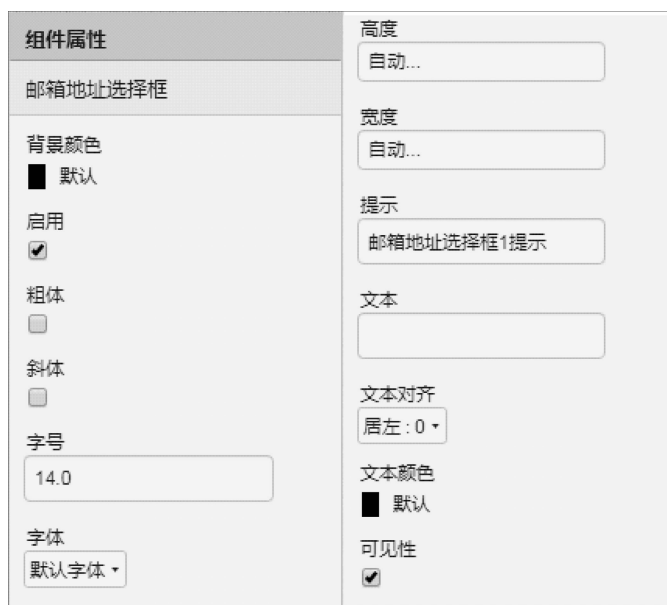 组件属性
邮箱地址选择框
背景颜色
默认
启用
粗体
斜体
字号
14.0
字体
默认字体
高度
自动...
宽度
自动...
提示
邮箱地址选择框1提示
文本
文本对齐
居左:0
文本颜色
默认
可见性